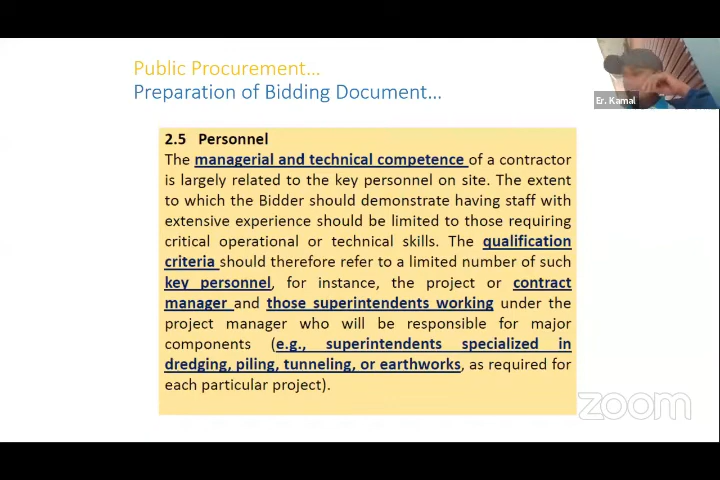 Public Procurement…
Preparation of Bidding Document…
Er. Kamal
2.5 Personnel
The managerial and technical competence of a contractor
is largely related to the key personnel on site. The extent
to which the Bidder should demonstrate having staff with
extensive experience should be limited to those requiring
critical operational or technical skills. The qualification
criteria should therefore refer to a limited number of such
key personnel, for instance, the project or contract
manager and those superintendents working under the
project manager who will be responsible for major
components (e.g., superintendents specialized in
dredging, piling, tunneling, or earthworks, as required for
each particular project).
zoom